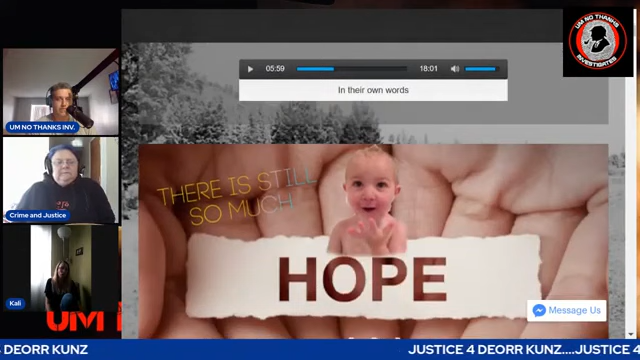 UM NO THANKS
INVESTIGATES
05:59
18:01
In their own words
UM NO THANKS INV.
THERE IS STILL
SO MUCH
HOPE
Crime and Justice
Message Us
Kali
UM
DEORR KUNZ
JUSTICE 4 DEORR KUNZ....JUSTICE 4